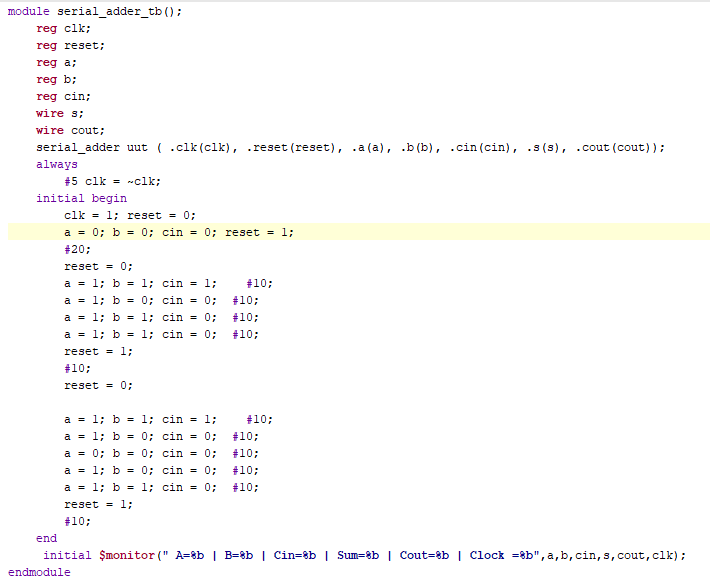 module serial_adder_tb();
reg clk;
reg reset;
reg a;
reg b;
reg cin;
wire s;
wire cout;
serial_adder uut ( .clk(clk), .reset(reset), .a(a), .b(b), .cin(cin), .s(s), .cout(cout));
always
#5 clk = ~clk;
initial begin
clk = 1; reset = 0;
a = 0; b = 0; cin = 0; reset = 1;
#20;
reset = 0;
a = 1; b = 1; cin = 1;    #10;
a = 1; b = 0; cin = 0;  #10;
a = 1; b = 1; cin = 0;  #10;
a = 1; b = 1; cin = 0;  #10;
reset = 1;
#10;
reset = 0;
a = 1; b = 1; cin = 1;    #10;
a = 1; b = 0; cin = 0;  #10;
a = 0; b = 0; cin = 0;  #10;
a = 1; b = 0; cin = 0;  #10;
a = 1; b = 1; cin = 0;  #10;
reset = 1;
#10;
end
initial $monitor(" A=%b | B=%b | Cin=%b | Sum=%b | Cout=%b | Clock =%b",a,b,cin,s,cout,clk);
endmodule